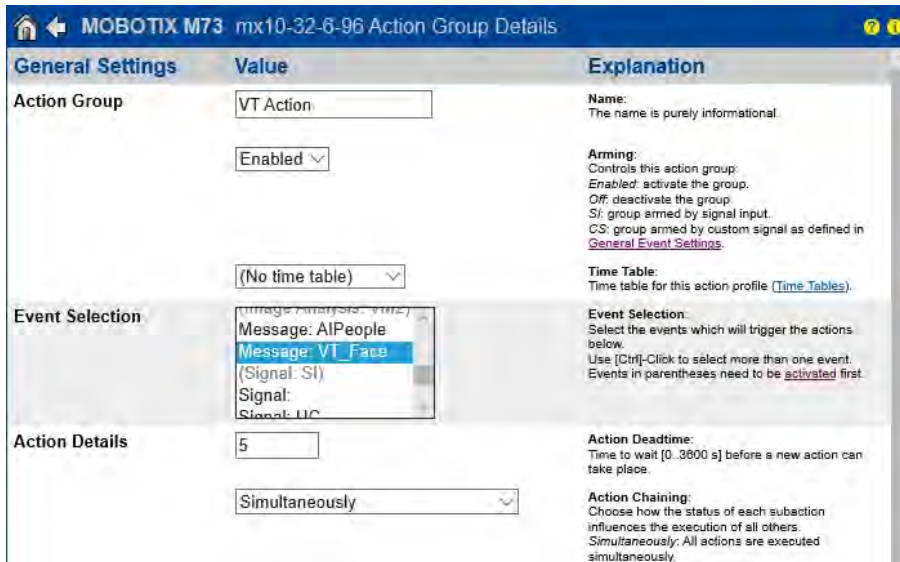 MOBOTIX M73 mx10-32-6-96 Action Group Details
General Settings Value Explanation
Action Group
VT Action
Name:
The name is purely informational.
Enabled
Arming:
Controls this action group:
Enabled: activate the group.
Off: deactivate the group
SI: group armed by signal input.
CS: group armed by custom signal as defined in
General Event Settings.
(No time table)
Time Table:
Time table for this action profile (Time Tables).
Event Selection
(Image Analysis: VM2)
Message: AIPeople
Message: VT_Face
(Signal: SI)
Signal:
Signal: UC
Event Selection:
Select the events which will trigger the actions
below.
Use [Ctrl]-Click to select more than one event.
Events in parentheses need to be activated first.
Action Details
5
Action Deadtime:
Time to wait [0..3600 s] before a new action can
take place.
Simultaneously
Action Chaining:
Choose how the status of each subaction
influences the execution of all others.
Simultaneously: All actions are executed
simultaneously.